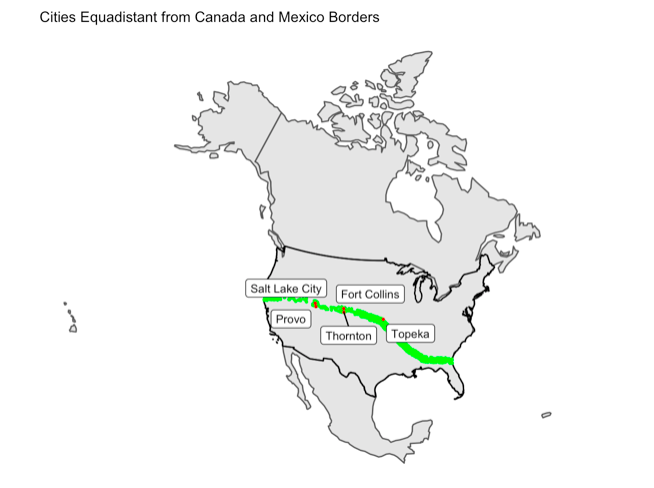 Cities Equadistant from Canada and Mexico Borders
Salt Lake City
Fort Collins
Provo
Thornton
Topeka